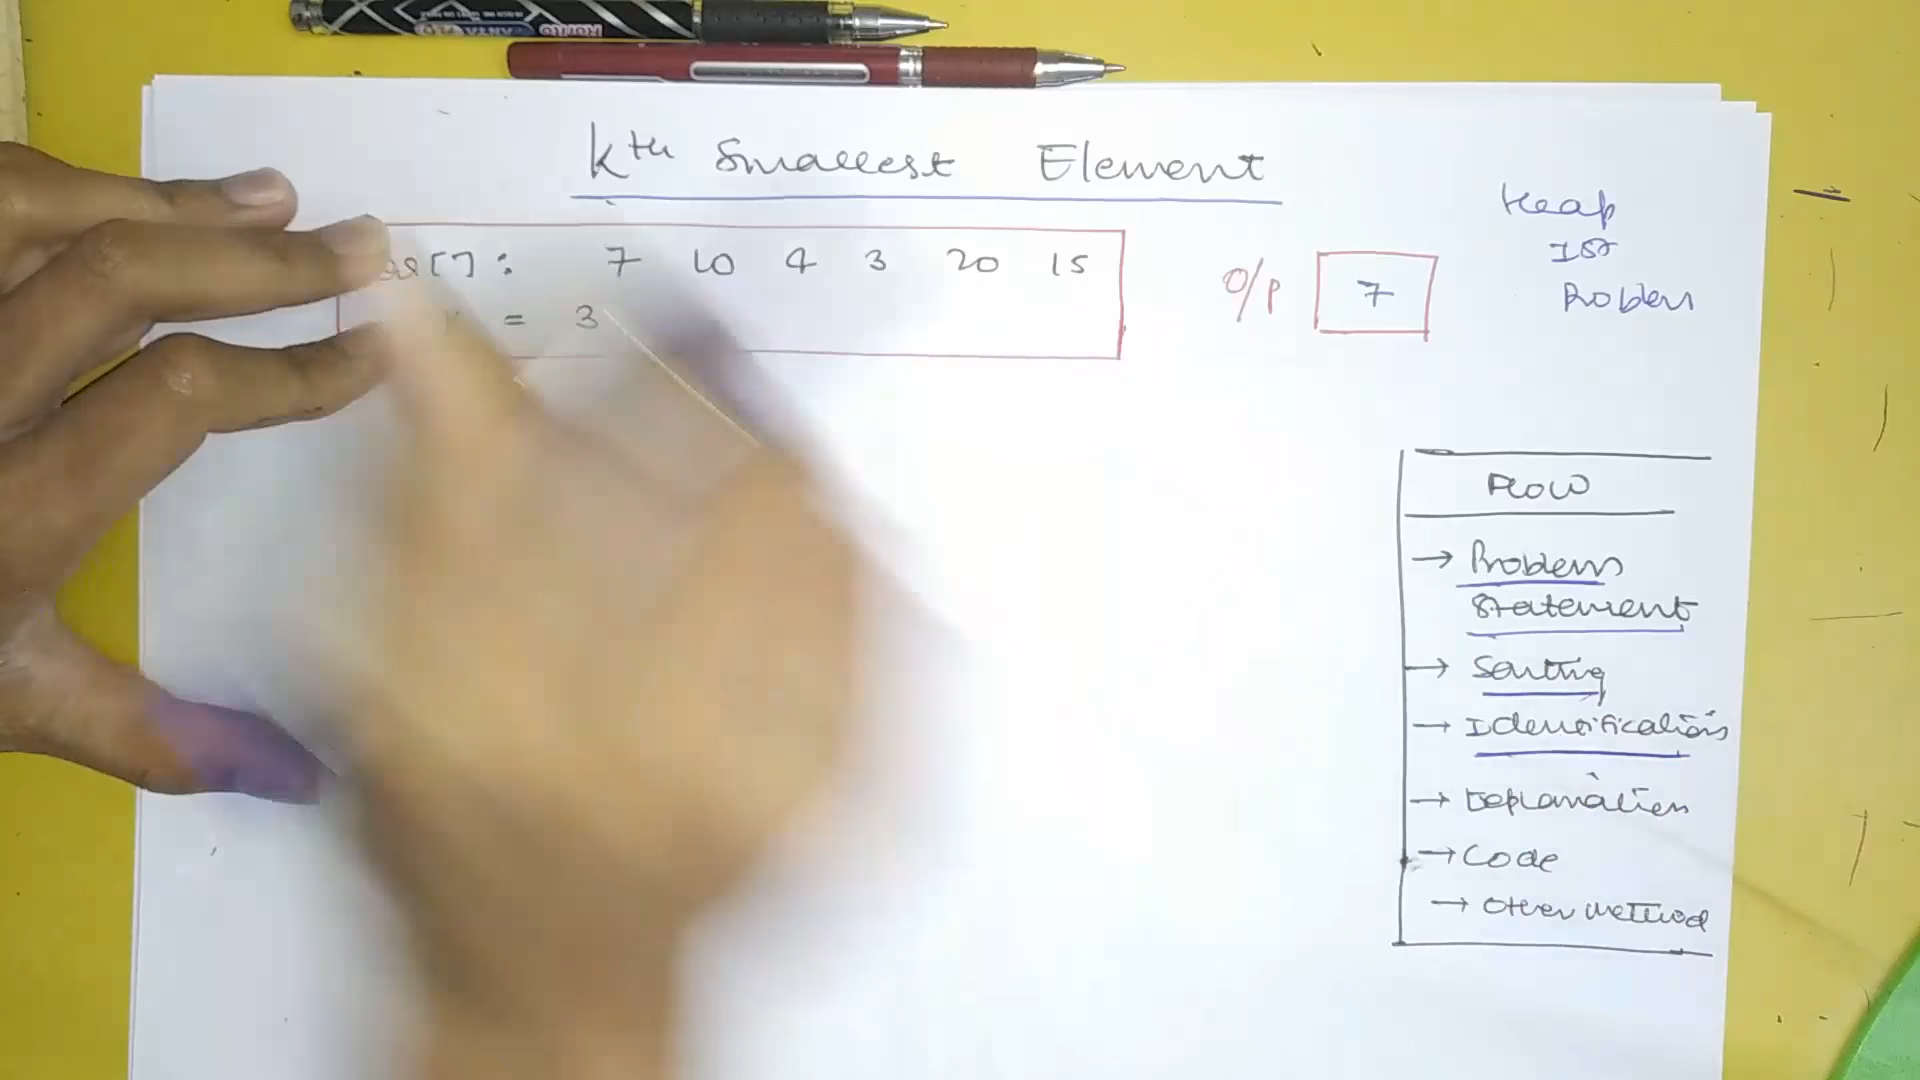 Kth Smallest Element
arr[] : 7 10 4 3 20 15
= 3
O/P 7
Heap
Ist
Problem
Flow
→ Problem
Statement
→ Sorting
→ Identification
→ Explanation
→ Code
→ Other method